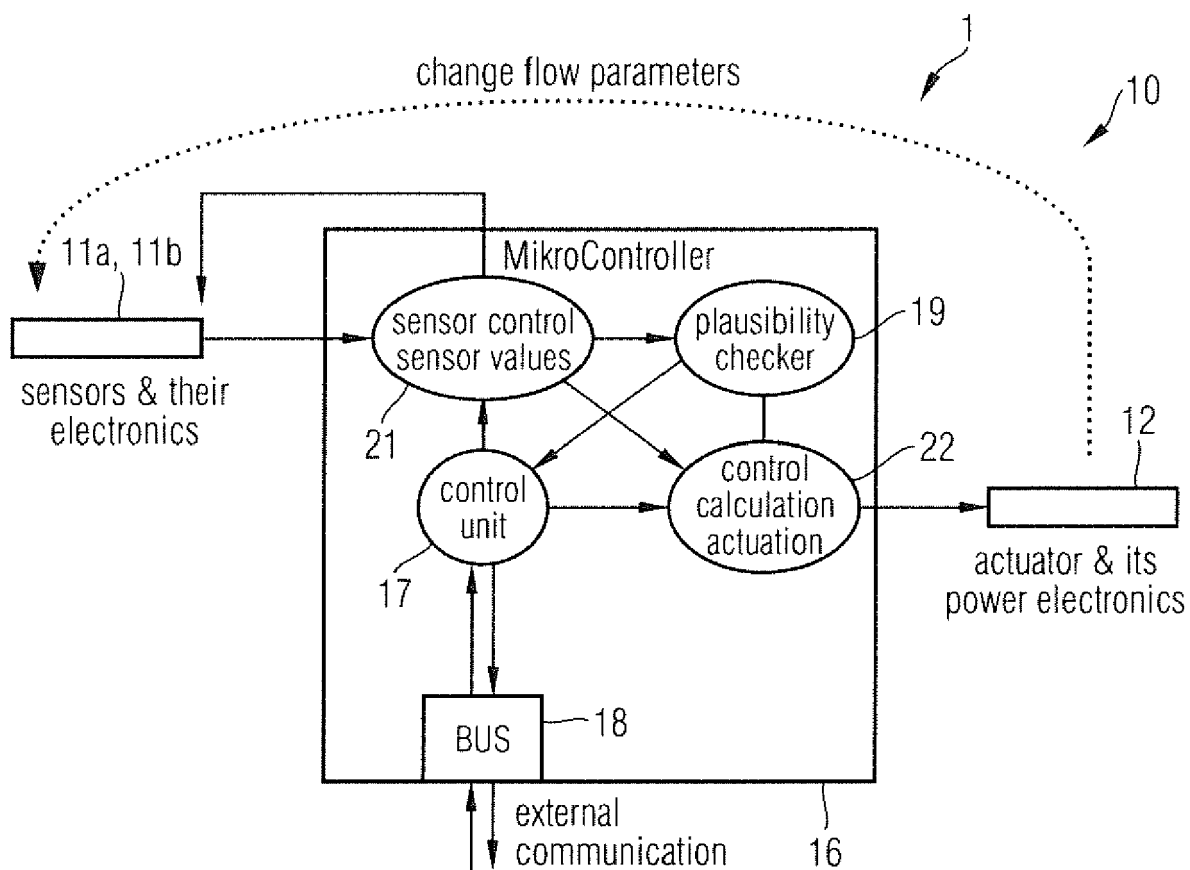 1
change flow parameters
10
11a, 11b
MikroController
sensor control
sensor values
plausibility
checker
19
sensors & their
electronics
21
12
22
control
unit
control
calculation
actuation
17
actuator & its
power electronics
BUS
18
external
communication
16